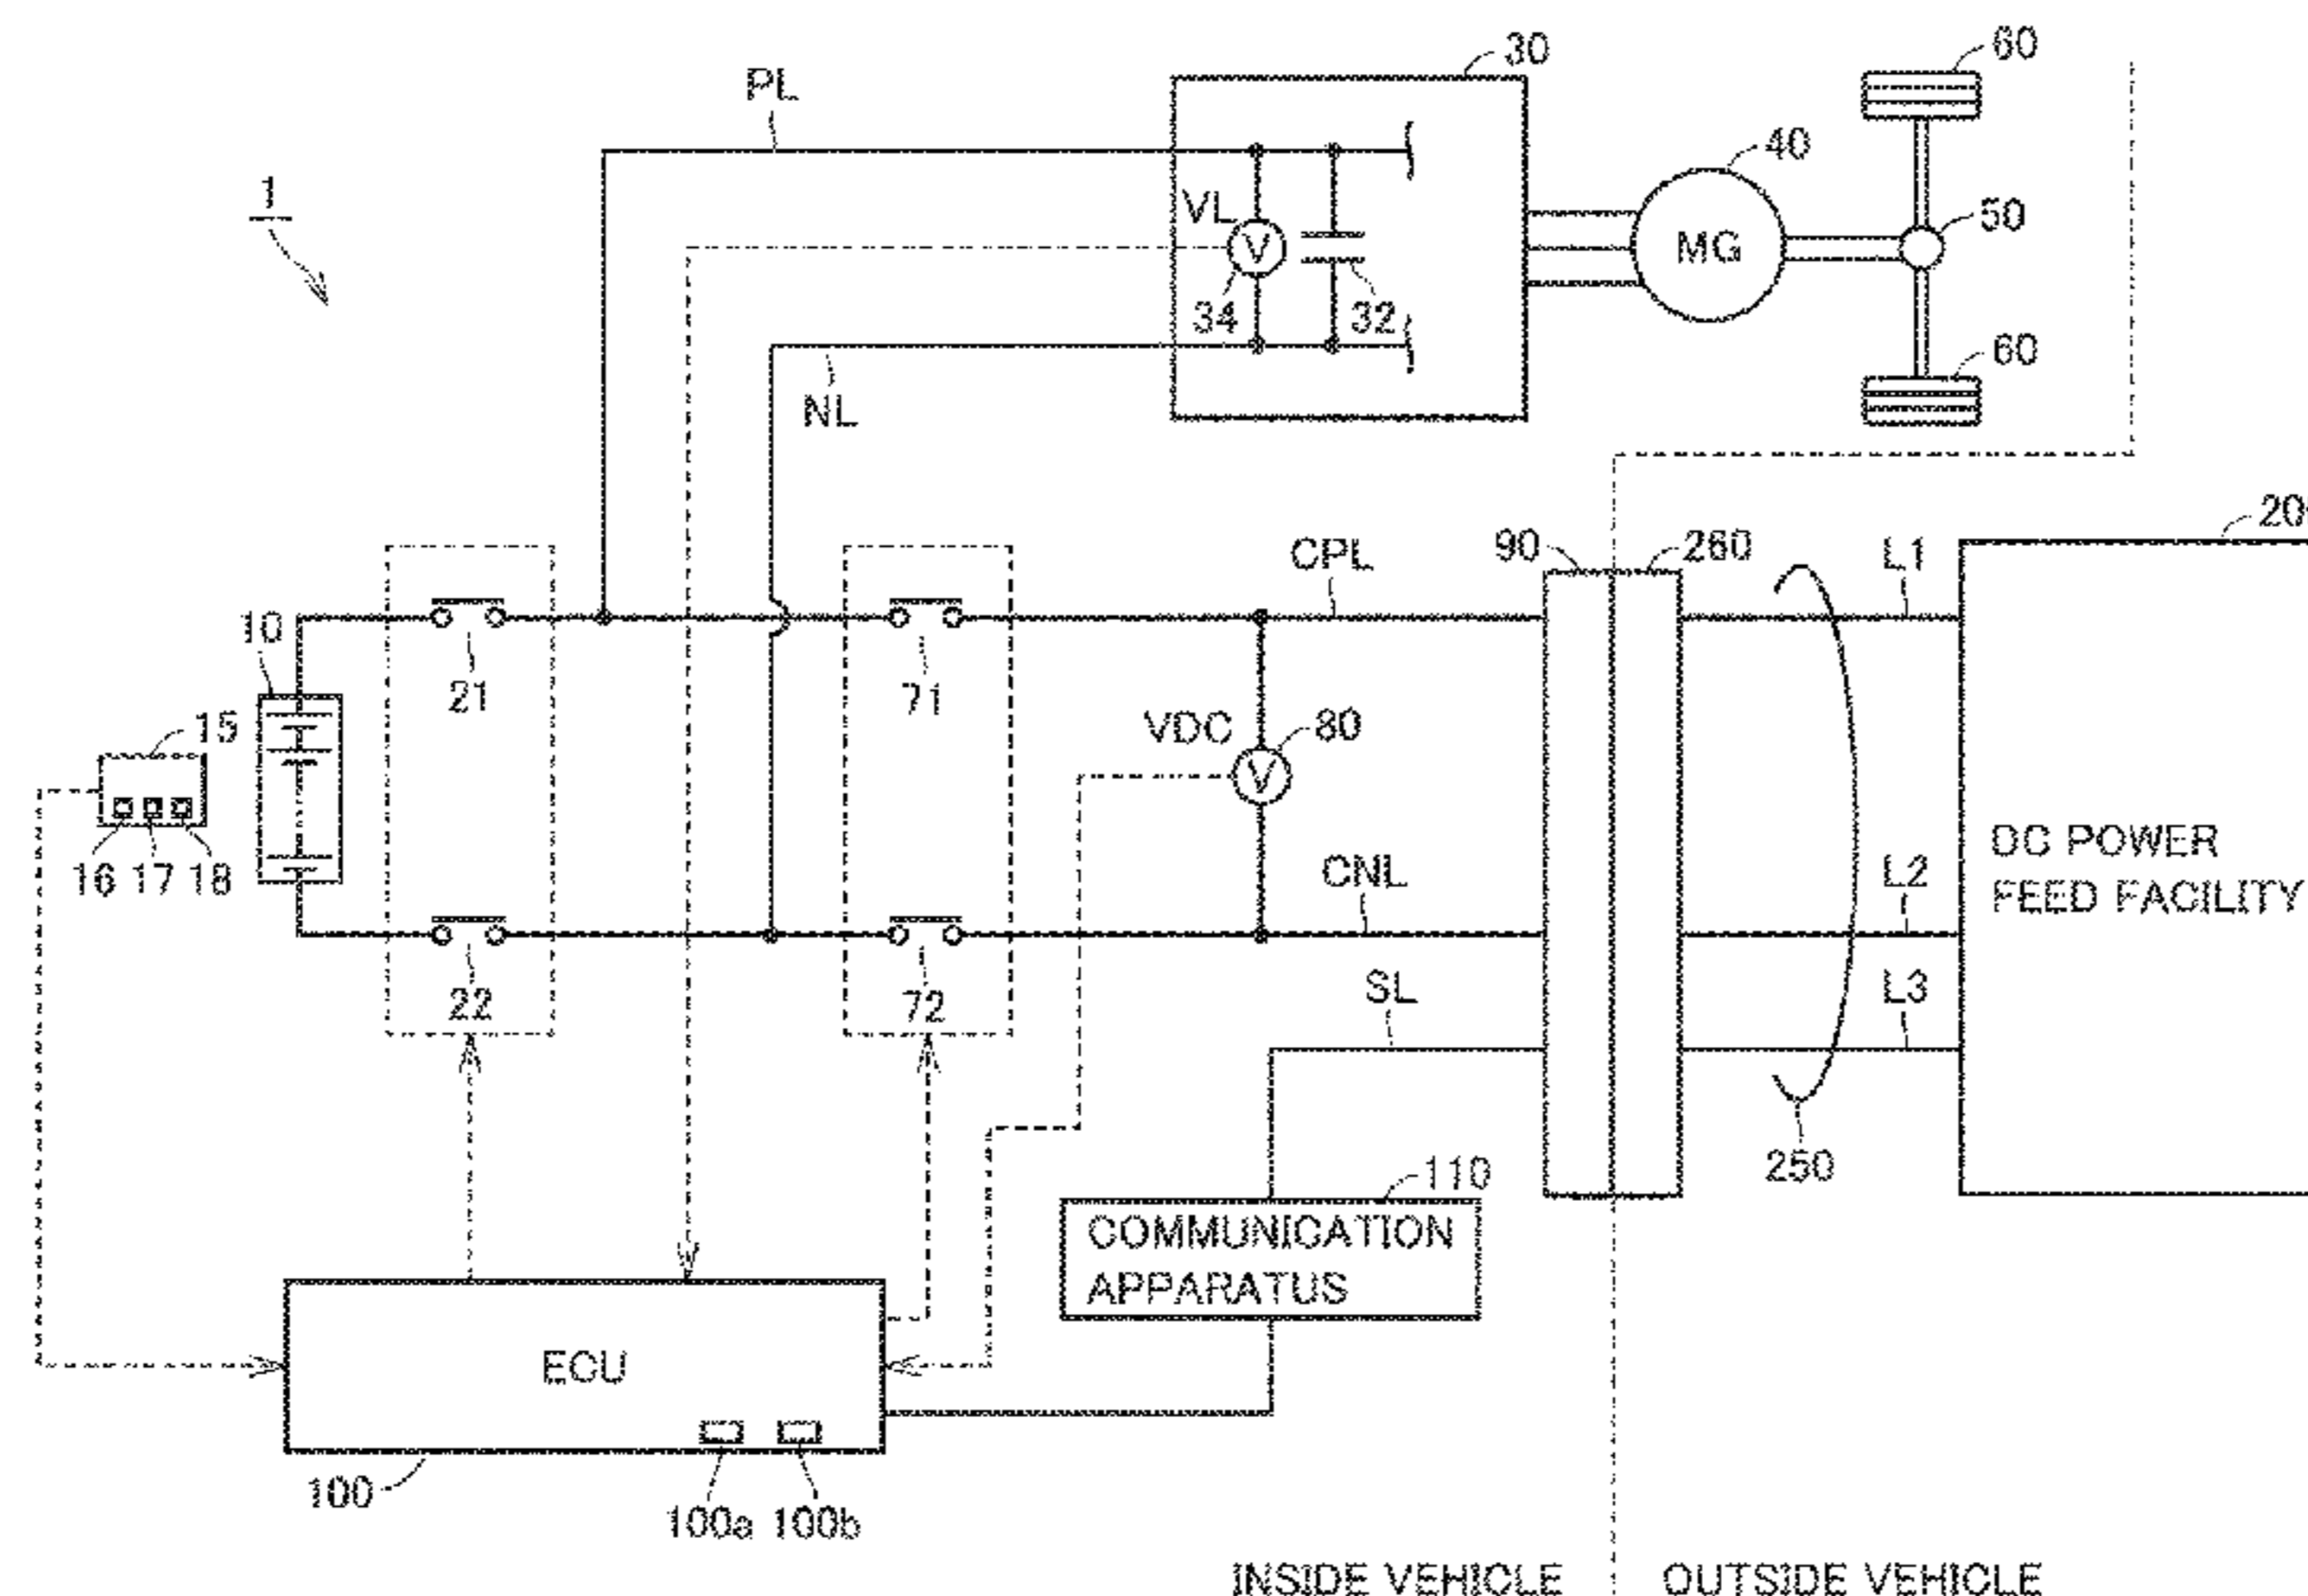 30
60
PL
40
1
VL
V
MG
50
34
32
60
NL
90
260
CPL
L1
10
21
71
15
VDC
80
V
DC POWER
FEED FACILITY
16 17 18
CNL
L2
22
72
SL
L3
250
110
COMMUNICATION
APPARATUS
ECU
100
100a 100b
INSIDE VEHICLE
OUTSIDE VEHICLE